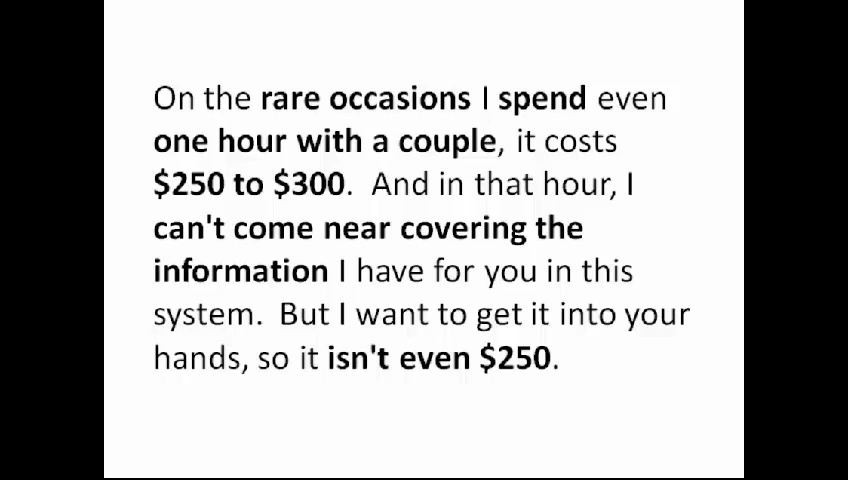 On the rare occasions I spend even
one hour with a couple, it costs
$250 to $300.  And in that hour, I
can't come near covering the
information I have for you in this
system.  But I want to get it into your
hands, so it isn't even $250.